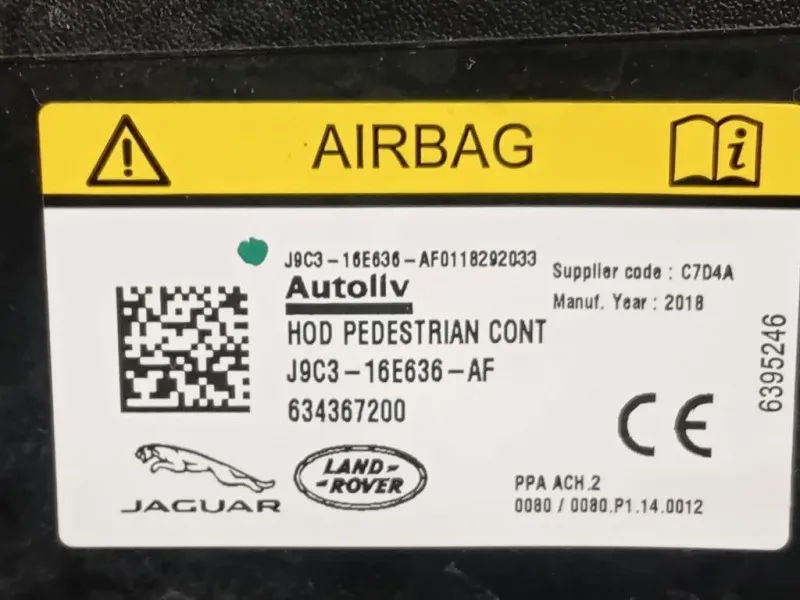 AIRBAG
J9C3-16E636-AF0118292033
Autoliv
HOD PEDESTRIAN CONT
J9C3-16E636-AF
634367200
Supplier code : C7D4A
Manuf. Year : 2018
6395246
CE
JAGUAR
LAND-
-ROVER
PPA ACH.2
0080 / 0080.P1.14.0012